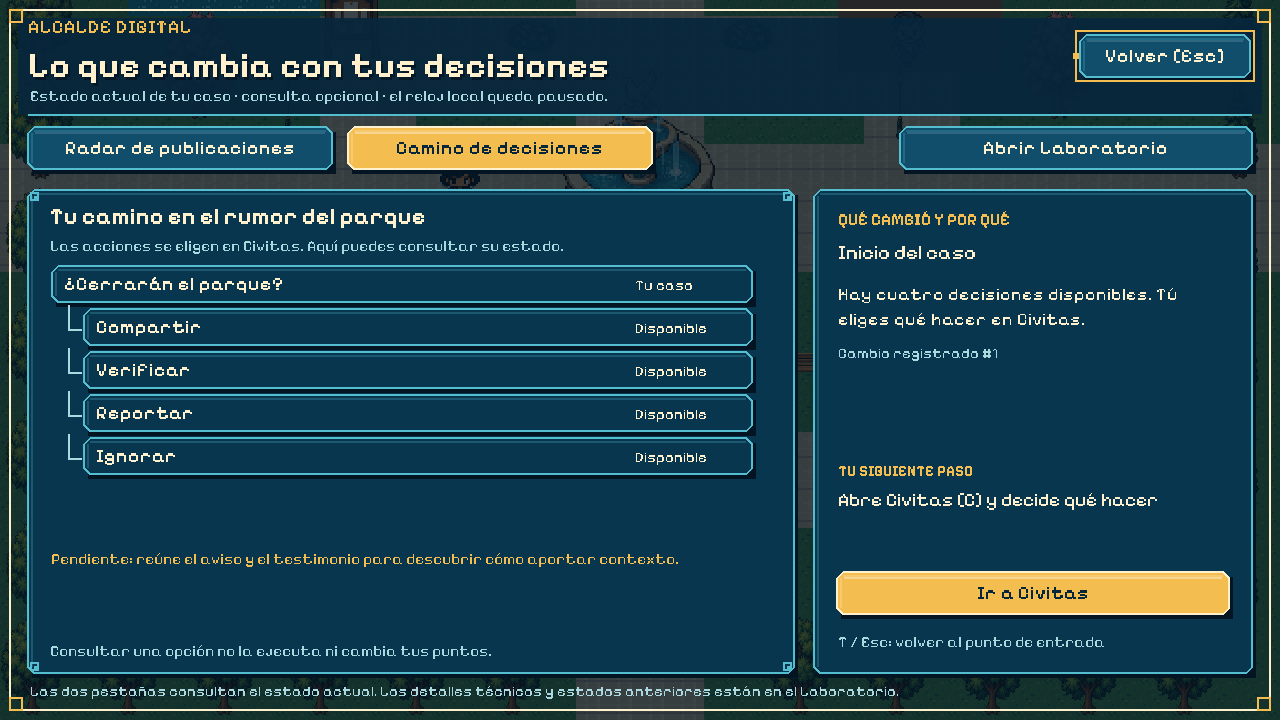 ALCALDE DIGITAL
Lo que cambia con tus decisiones
Volver (Esc)
Estado actual de tu caso · consulta opcional · el reloj local queda pausado.
Radar de publicaciones
Camino de decisiones
Abrir Laboratorio
Tu camino en el rumor del parque
Las acciones se eligen en Civitas. Aquí puedes consultar su estado.
¿Cerrarán el parque?
Tu caso
Compartir
Disponible
Verificar
Disponible
Reportar
Disponible
Ignorar
Disponible
Pendiente: reúne el aviso y el testimonio para descubrir cómo aportar contexto.
Consultar una opción no la ejecuta ni cambia tus puntos.
QUÉ CAMBIÓ Y POR QUÉ
Inicio del caso
Hay cuatro decisiones disponibles. Tú
eliges qué hacer en Civitas.
Cambio registrado #1
TU SIGUIENTE PASO
Abre Civitas (C) y decide qué hacer
Ir a Civitas
T / Esc: volver al punto de entrada
Las dos pestañas consultan el estado actual. Los detalles técnicos y estados anteriores están en el Laboratorio.